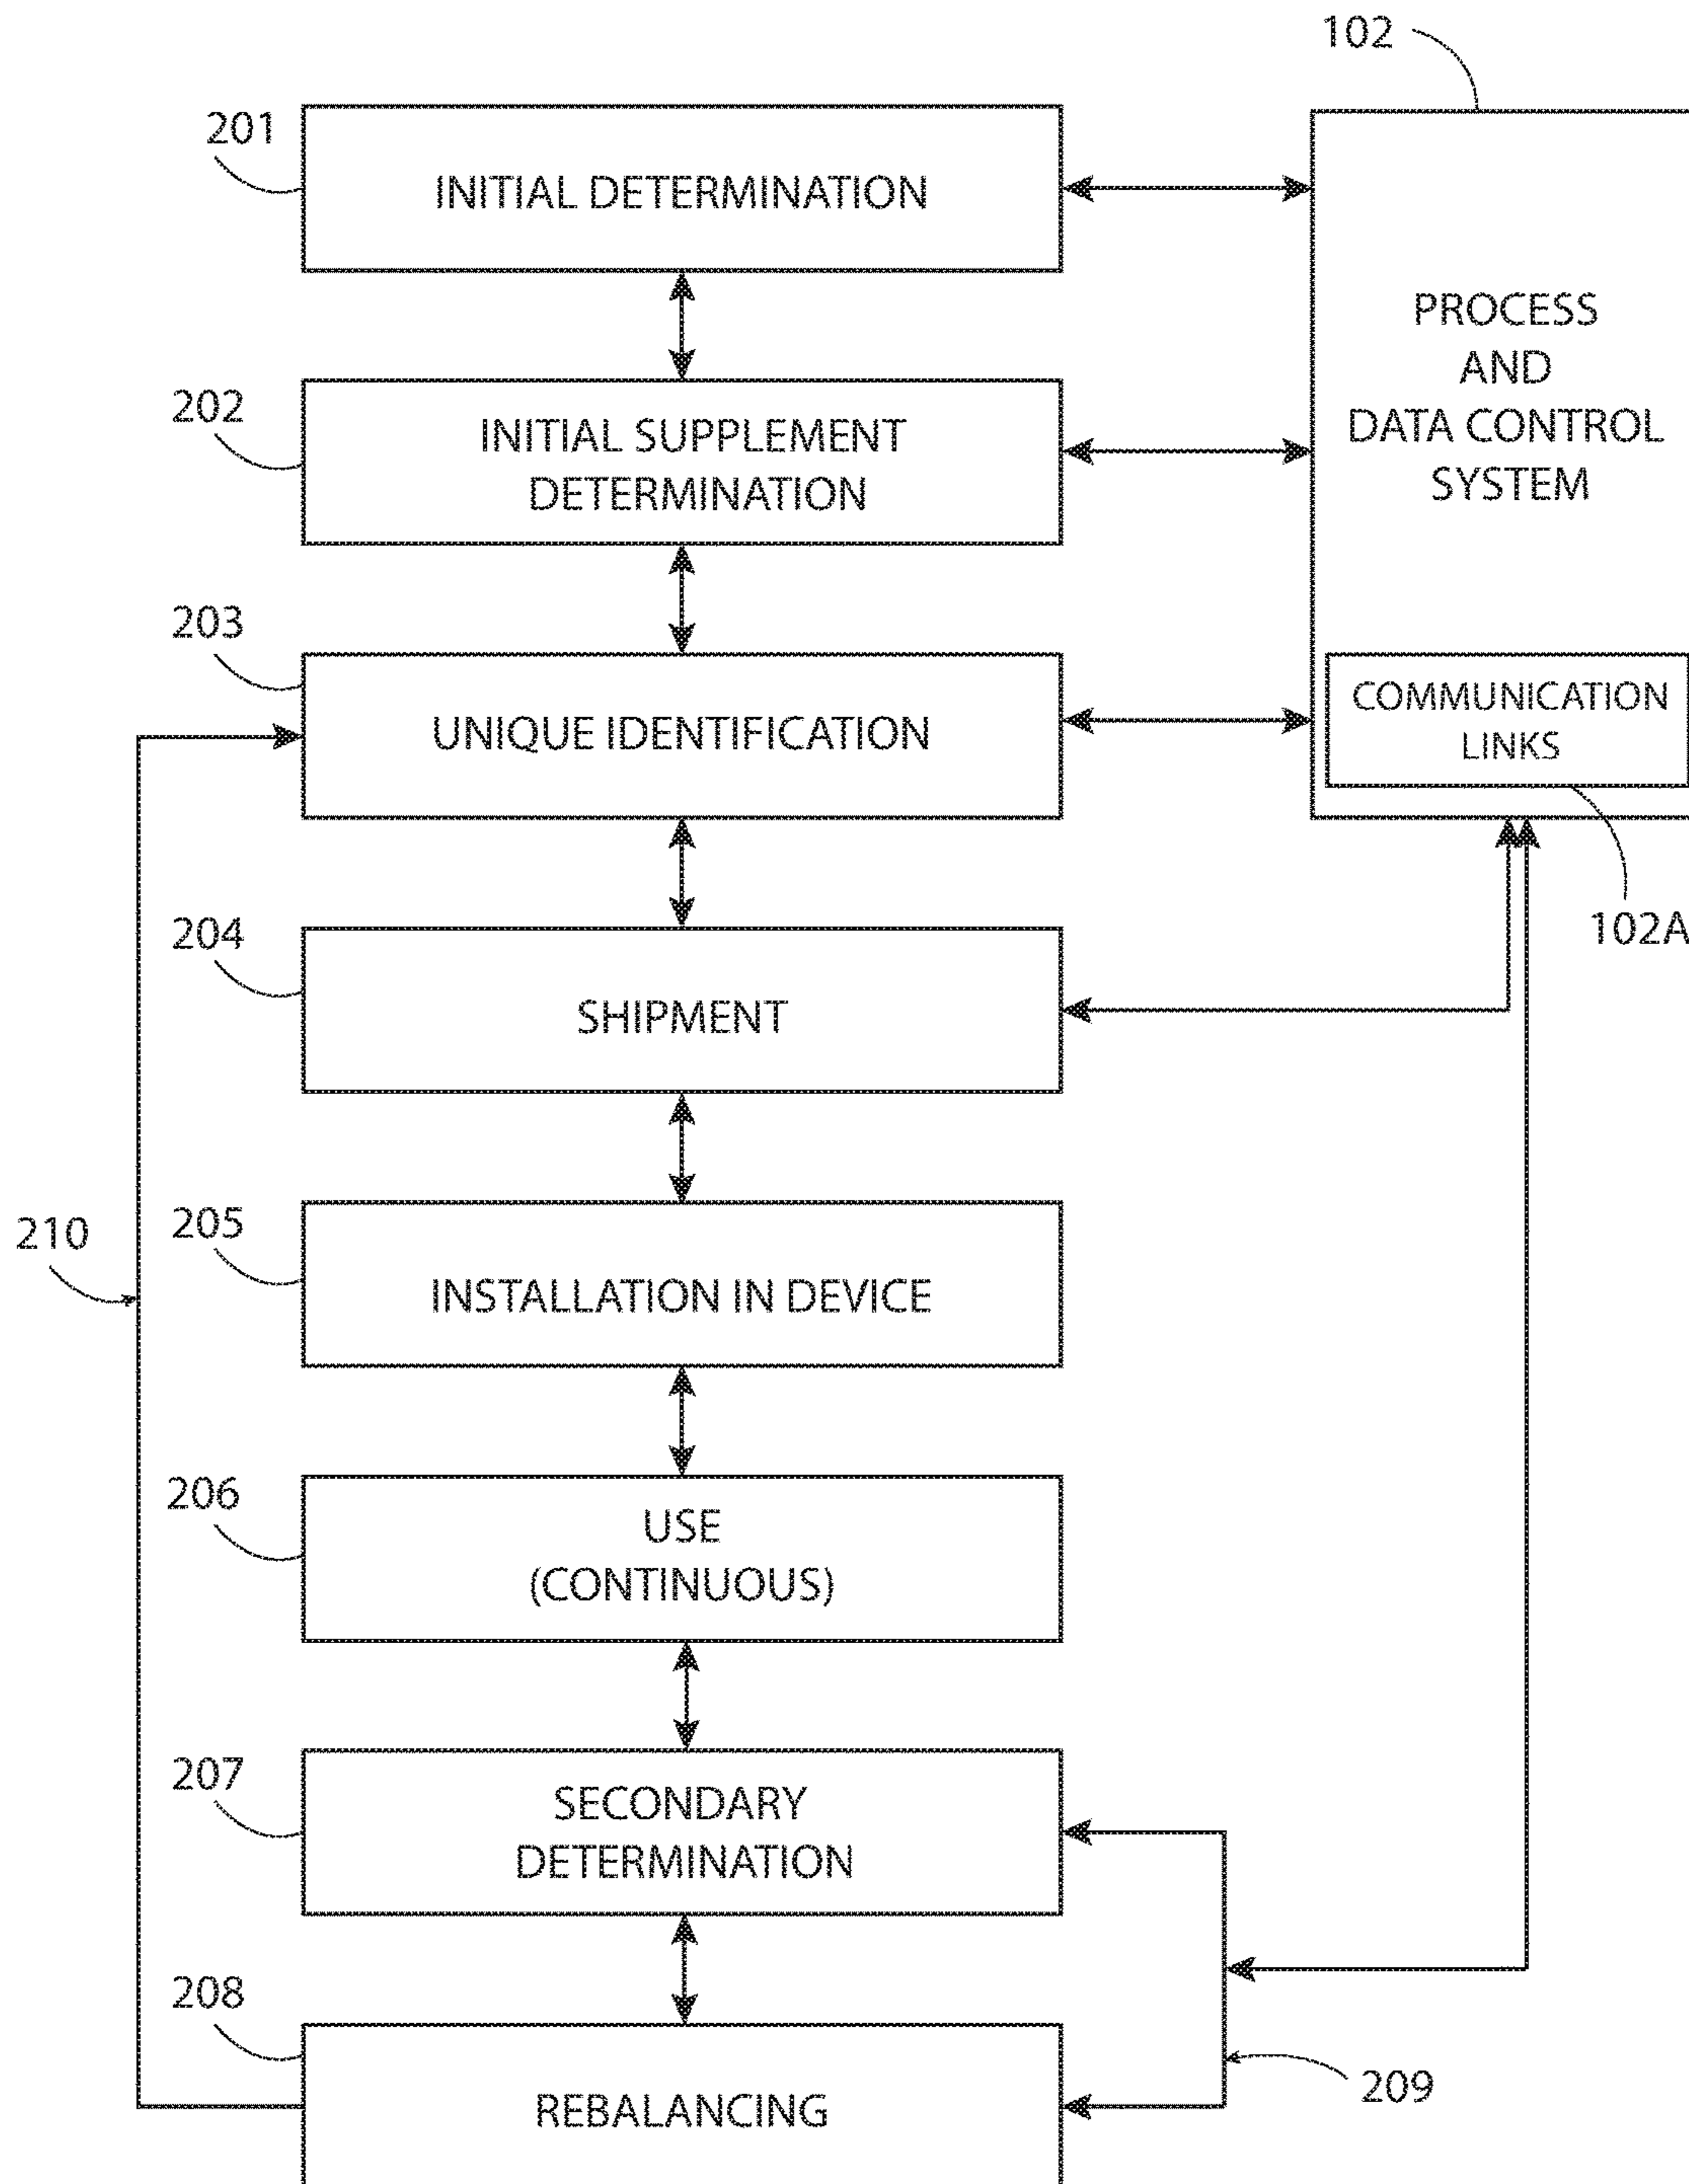 102
201
INITIAL DETERMINATION
PROCESS
AND
DATA CONTROL
SYSTEM
202
INITIAL SUPPLEMENT
DETERMINATION
203
UNIQUE IDENTIFICATION
COMMUNICATION
LINKS
102A
204
SHIPMENT
210
205
INSTALLATION IN DEVICE
206
USE
(CONTINUOUS)
207
SECONDARY
DETERMINATION
208
REBALANCING
209